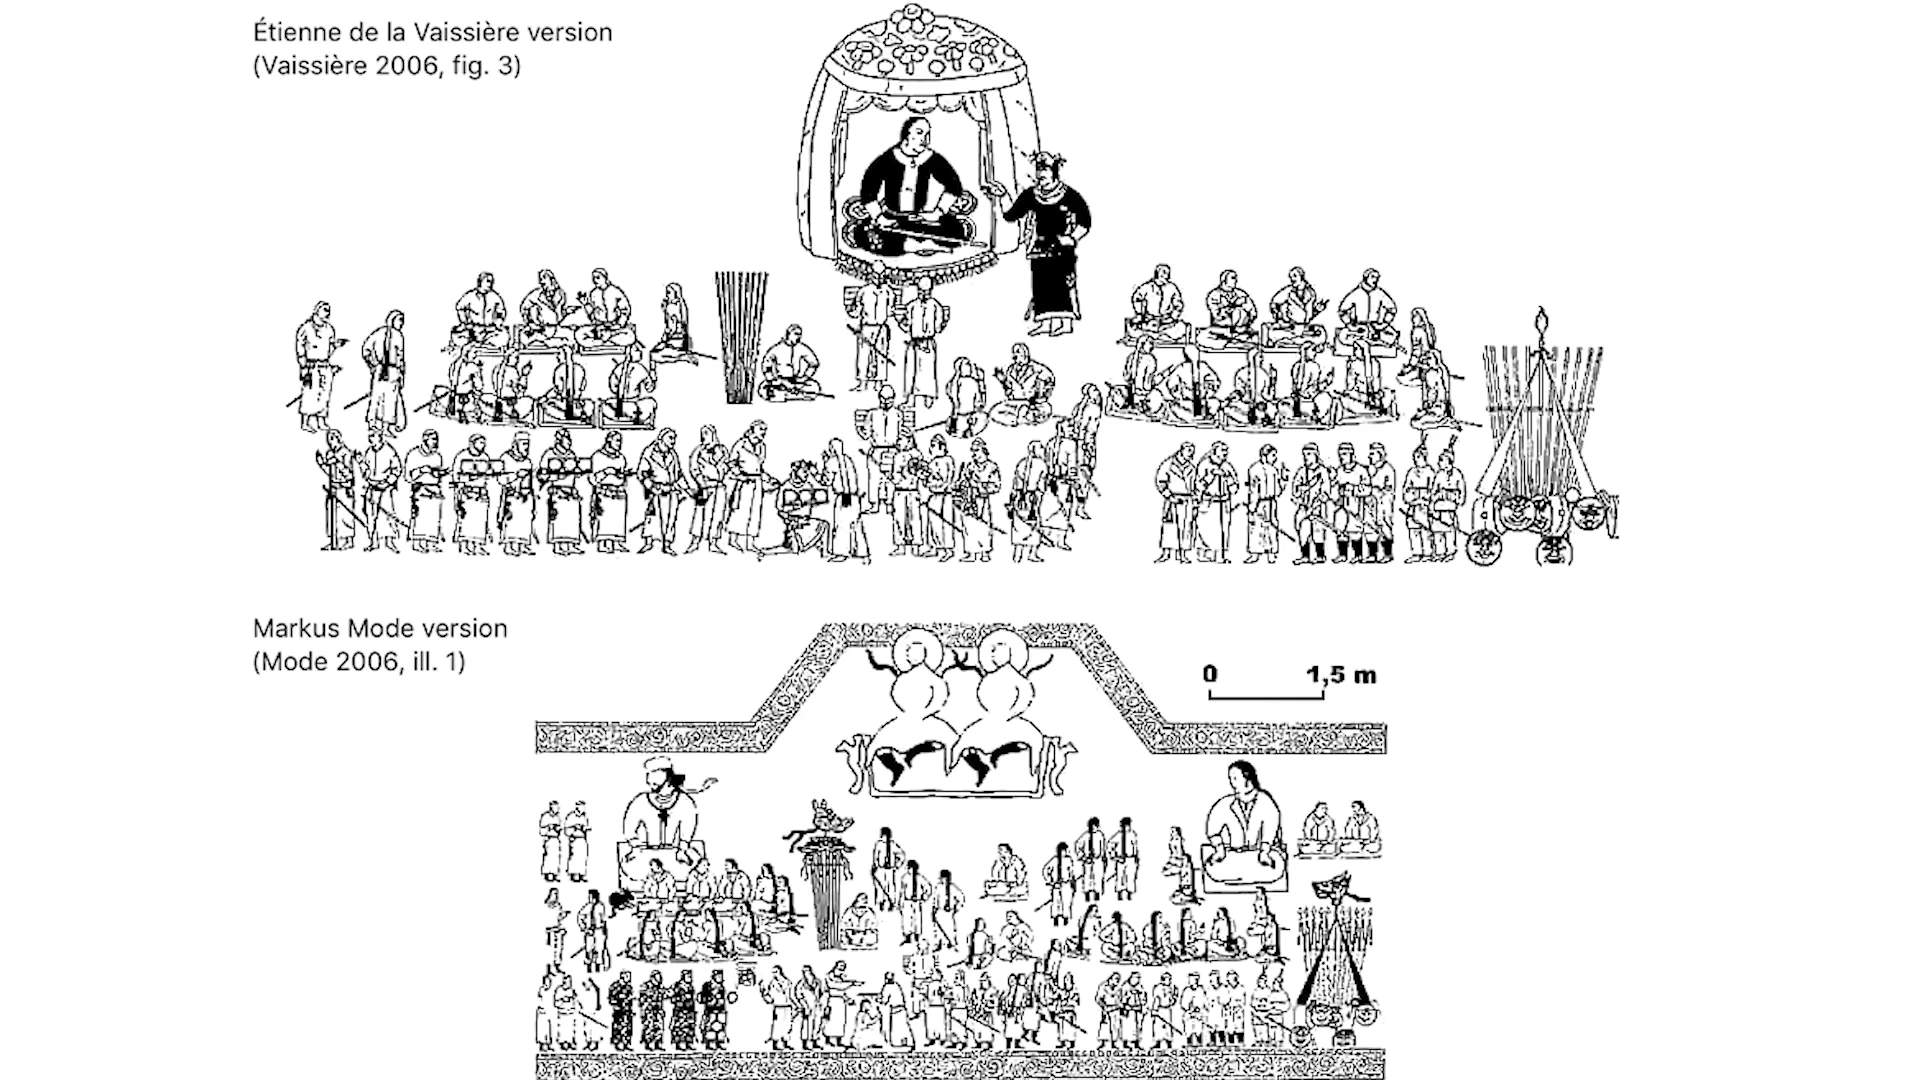 Étienne de la Vaissière version
(Vaissière 2006, fig. 3)
Markus Mode version
(Mode 2006, ill. 1)
0 1,5 m